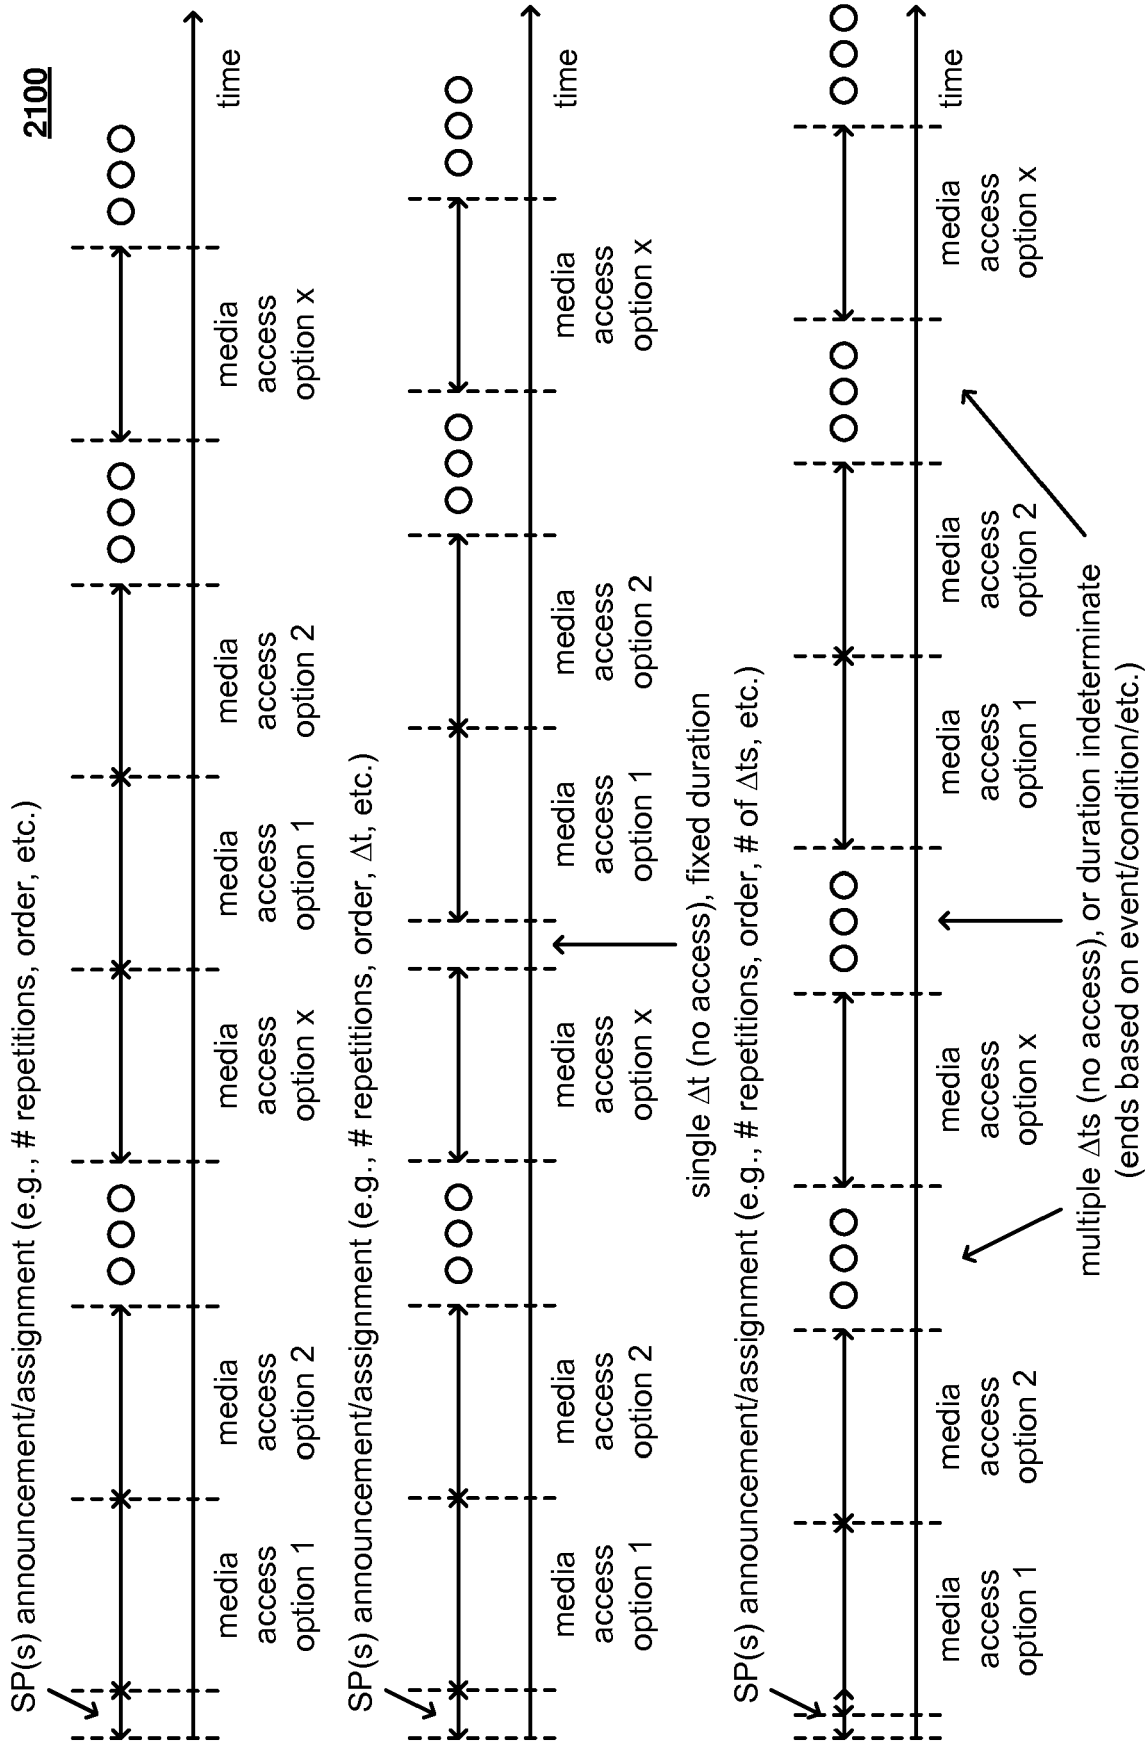 2100
SP(s) announcement/assignment (e.g., # repetitions, order, etc.)
media
access
option 1
media
access
option 2
media
access
option x
media
access
option 1
media
access
option 2
media
access
option x
time
SP(s) announcement/assignment (e.g., # repetitions, order, Δt, etc.)
media
access
option 1
media
access
option 2
media
access
option x
media
access
option 1
media
access
option 2
media
access
option x
time
single Δt (no access), fixed duration
SP(s) announcement/assignment (e.g., # repetitions, order, # of Δts, etc.)
media
access
option 1
media
access
option 2
media
access
option x
media
access
option 1
media
access
option 2
media
access
option x
time
multiple Δts (no access), or duration indeterminate
(ends based on event/condition/etc.)